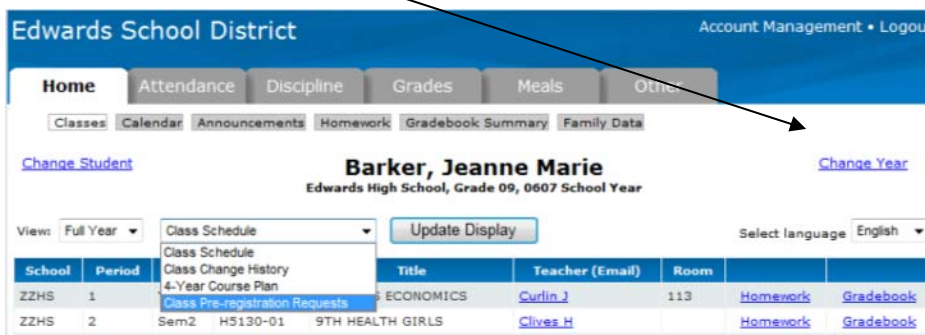 Edwards School District Account Management • Logou
Home Attendance Discipline Grades Meals Other
Classes Calendar Announcements Homework Gradebook Summary Family Data
Change Student Barker, Jeanne Marie Change Year
Edwards High School, Grade 09, 0607 School Year
View: Full Year Class Schedule Update Display Select language English
Class Schedule
Class Change History
4-Year Course Plan
Class Pre-registration Requests
School Period Title Teacher (Email) Room
ZZHS 1 S ECONOMICS Curlin J 113 Homework Gradebook
ZZHS 2 Sem2 H5130-01 9TH HEALTH GIRLS Clives H Homework Gradebook